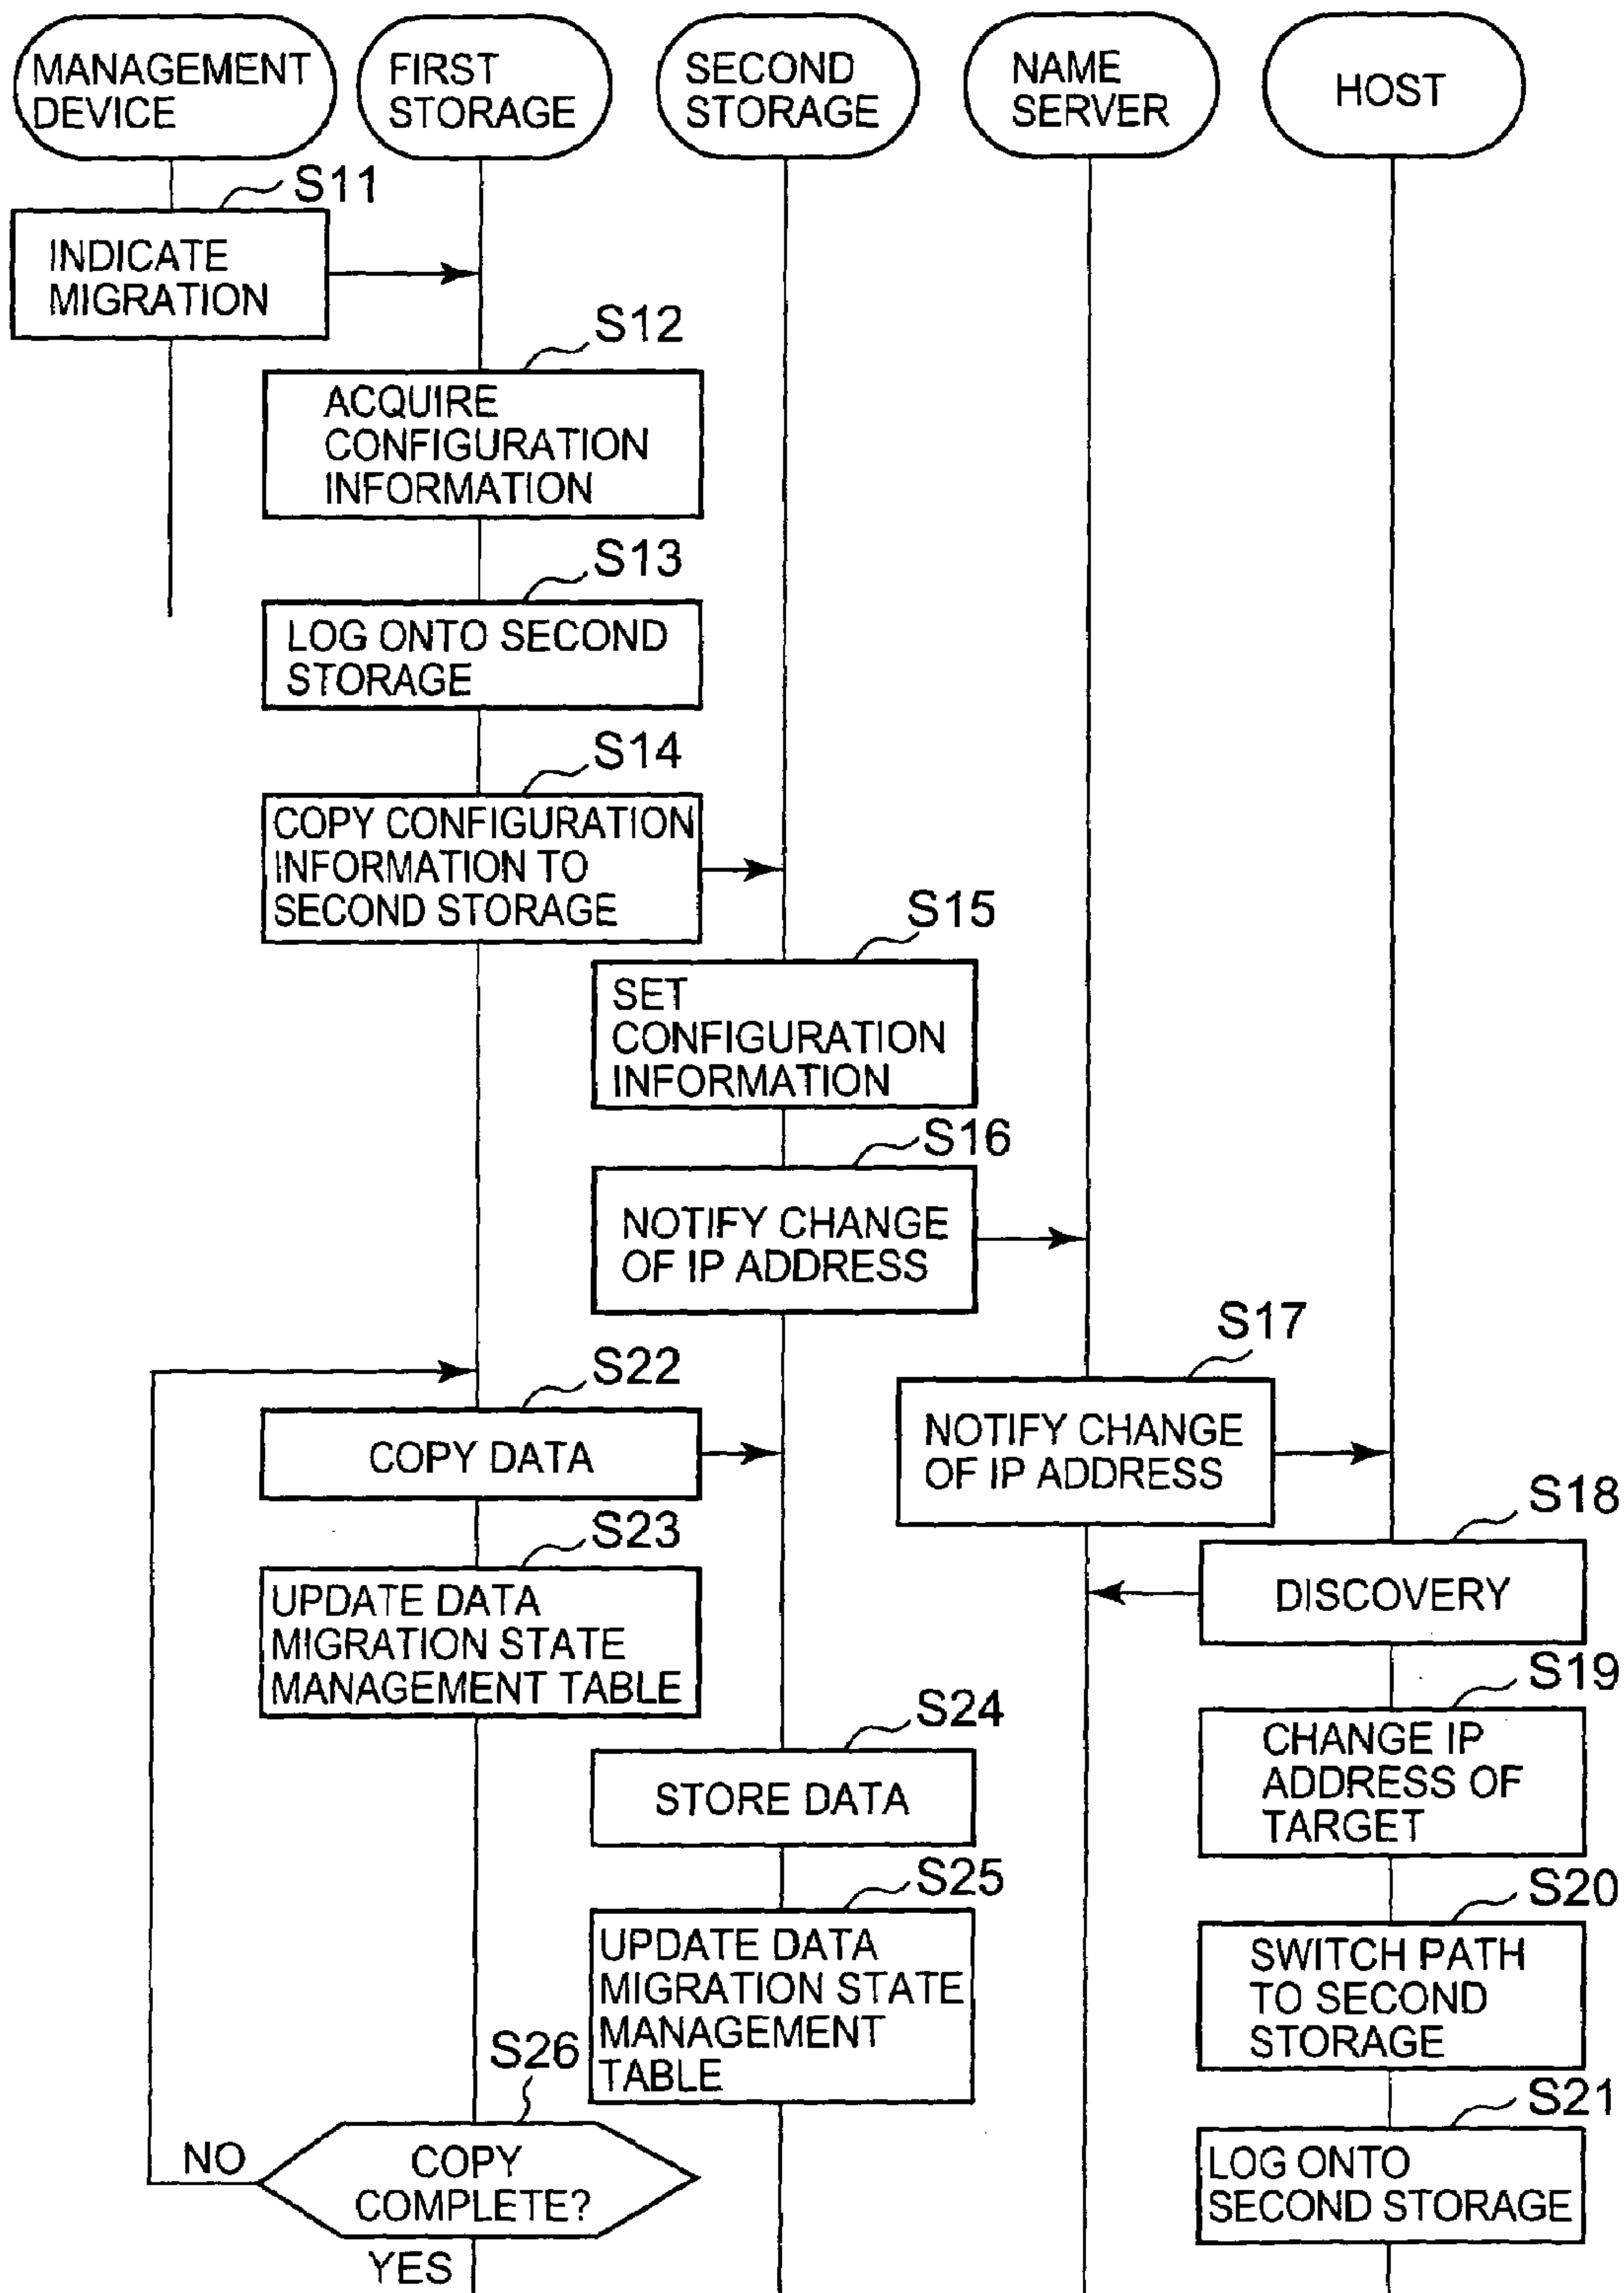 MANAGEMENT
DEVICE
FIRST
STORAGE
SECOND
STORAGE
NAME
SERVER
HOST
S11
INDICATE
MIGRATION
S12
ACQUIRE
CONFIGURATION
INFORMATION
S13
LOG ONTO SECOND
STORAGE
S14
COPY CONFIGURATION
INFORMATION TO
SECOND STORAGE
S15
SET
CONFIGURATION
INFORMATION
S16
NOTIFY CHANGE
OF IP ADDRESS
S17
NOTIFY CHANGE
OF IP ADDRESS
S22
COPY DATA
S18
DISCOVERY
S23
UPDATE DATA
MIGRATION STATE
MANAGEMENT TABLE
S19
CHANGE IP
ADDRESS OF
TARGET
S24
STORE DATA
S25
UPDATE DATA
MIGRATION STATE
MANAGEMENT
TABLE
S20
SWITCH PATH
TO SECOND
STORAGE
S26
COPY
COMPLETE?
NO
YES
S21
LOG ONTO
SECOND STORAGE